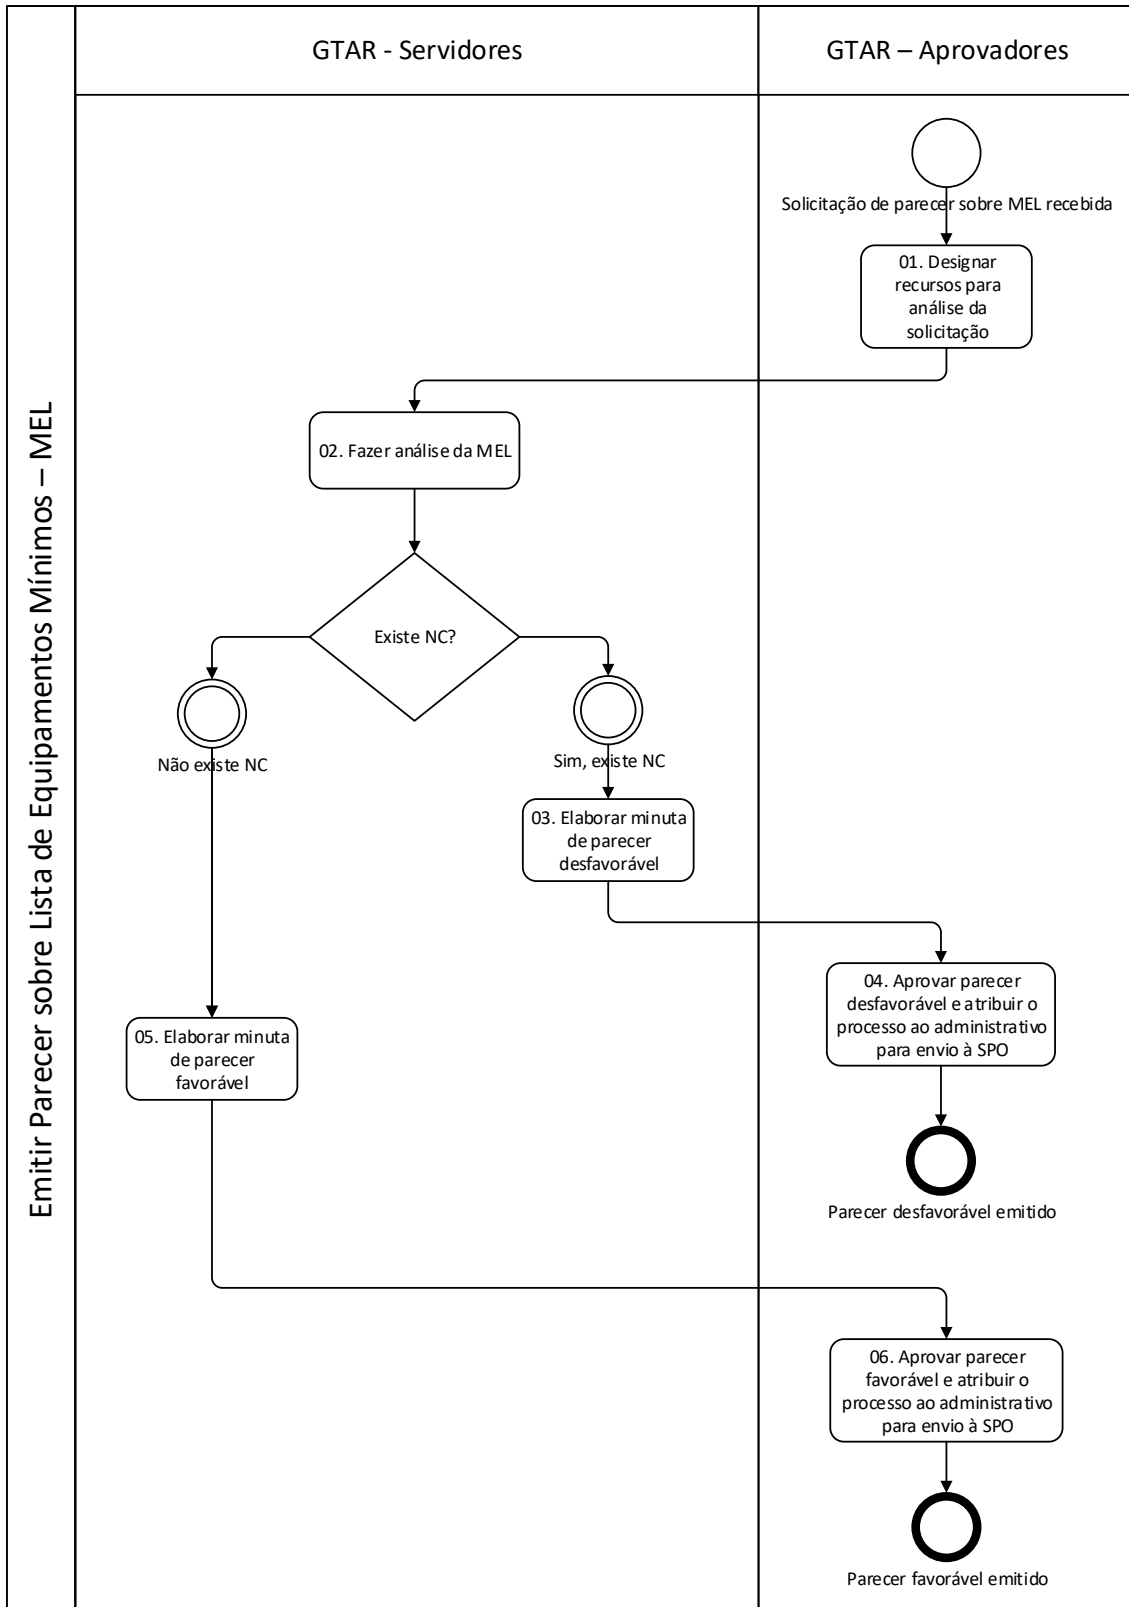 Emitir Parecer sobre Lista de Equipamentos Mínimos – MEL
GTAR - Servidores
GTAR – Aprovadores
Solicitação de parecer sobre MEL recebida
01. Designar
recursos para
análise da
solicitação
02. Fazer análise da MEL
Existe NC?
Não existe NC
Sim, existe NC
03. Elaborar minuta
de parecer
desfavorável
04. Aprovar parecer
desfavorável e atribuir o
processo ao administrativo
para envio à SPO
05. Elaborar minuta
de parecer
favorável
Parecer desfavorável emitido
06. Aprovar parecer
favorável e atribuir o
processo ao administrativo
para envio à SPO
Parecer favorável emitido